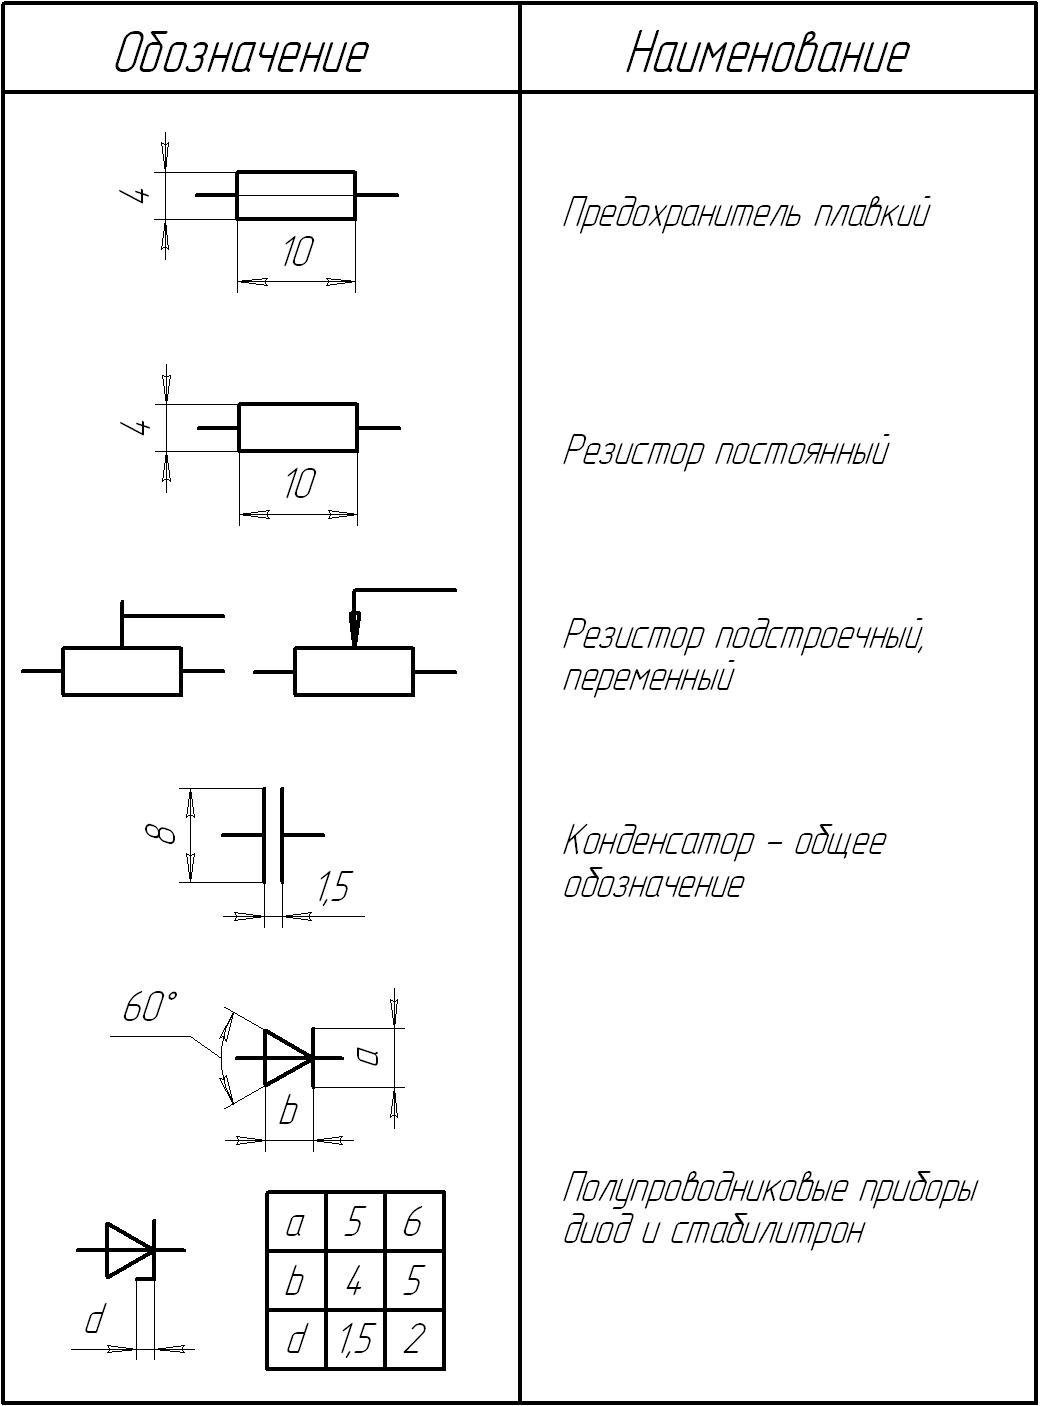 Обозначение
Наименование
4
10
Предохранитель плавкий
4
10
Резистор постоянный
Резистор подстроечный,
переменный
8
1,5
Конденсатор - общее
обозначение
60°
a
b
d
a 5 6
b 4 5
d 1,5 2
Полупроводниковые приборы
диод и стабилитрон